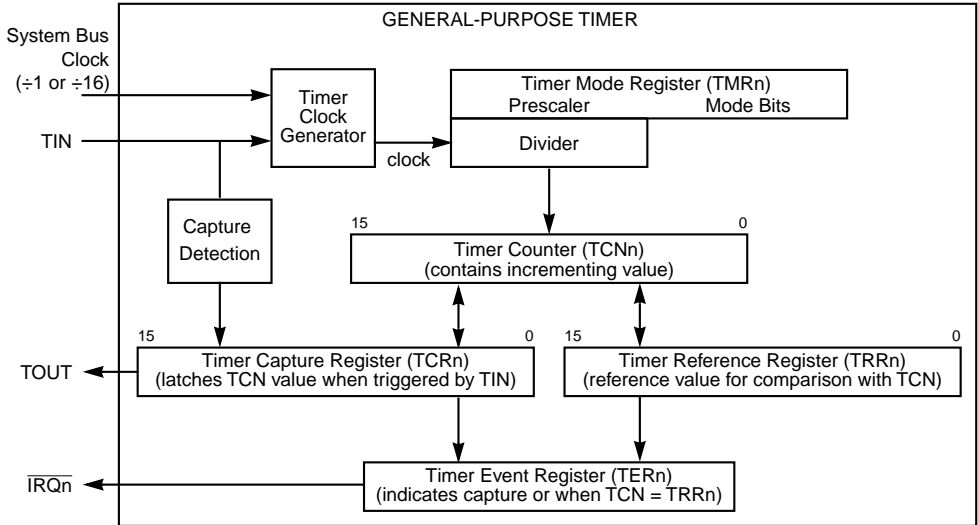 GENERAL-PURPOSE TIMER
System Bus
Clock
(÷1 or ÷16)
TIN
Timer
Clock
Generator
clock
Timer Mode Register (TMRn)
Prescaler Mode Bits
Divider
Capture
Detection
15 0
Timer Counter (TCNn)
(contains incrementing value)
15 0
Timer Capture Register (TCRn)
(latches TCN value when triggered by TIN)
15 0
Timer Reference Register (TRRn)
(reference value for comparison with TCN)
TOUT
Timer Event Register (TERn)
(indicates capture or when TCN = TRRn)
IRQn